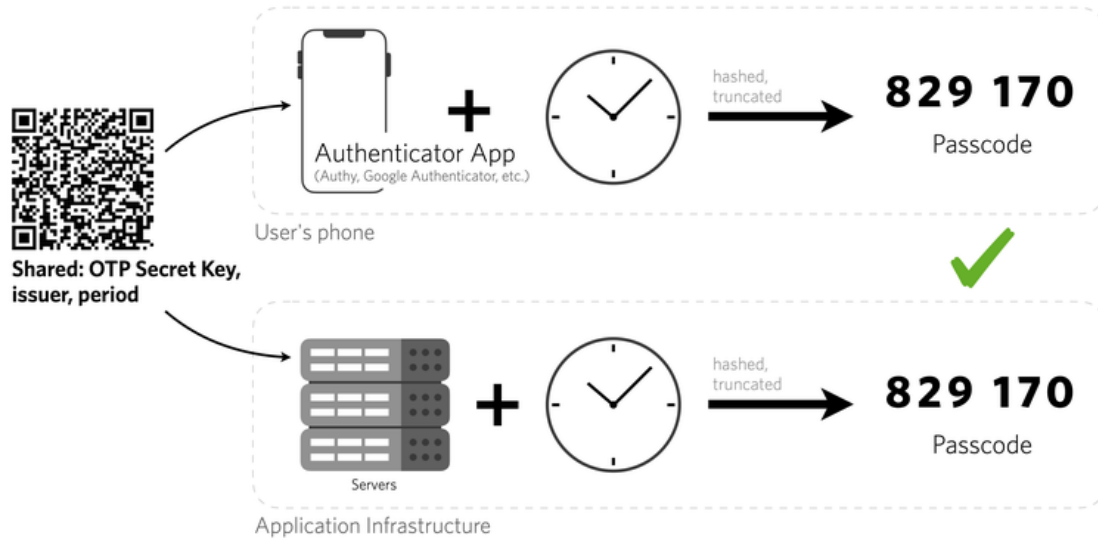 hashed,
truncated
829 170
Passcode
Authenticator App
(Authy, Google Authenticator, etc.)
User's phone
Shared: OTP Secret Key,
issuer, period
hashed,
truncated
829 170
Passcode
Servers
Application Infrastructure